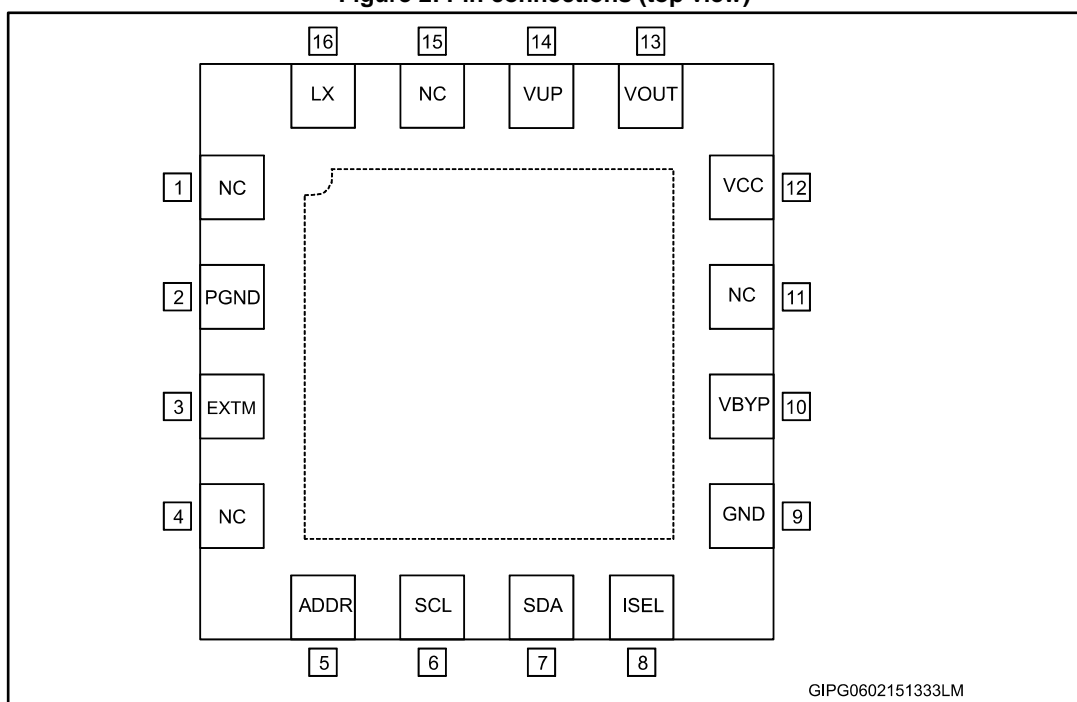 Figure 2. Pin connections (top view)
16 15 14 13
LX NC VUP VOUT
1 NC VCC 12
2 PGND NC 11
3 EXTM VBYP 10
4 NC GND 9
ADDR SCL SDA ISEL
5 6 7 8
GIPG0602151333LM